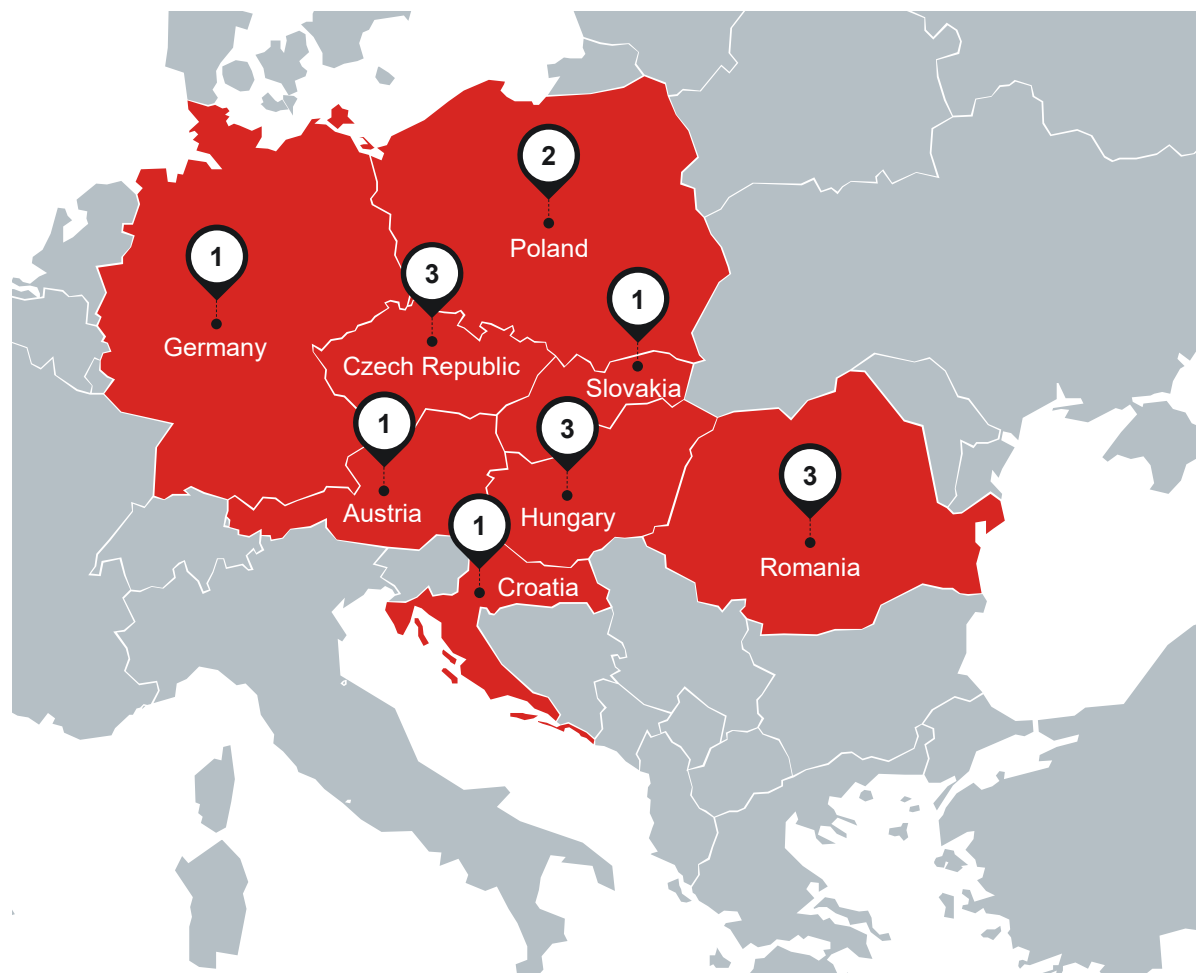 2
Poland
1
Germany
3
Czech Republic
1
Slovakia
1
Austria
3
Hungary
3
Romania
1
Croatia